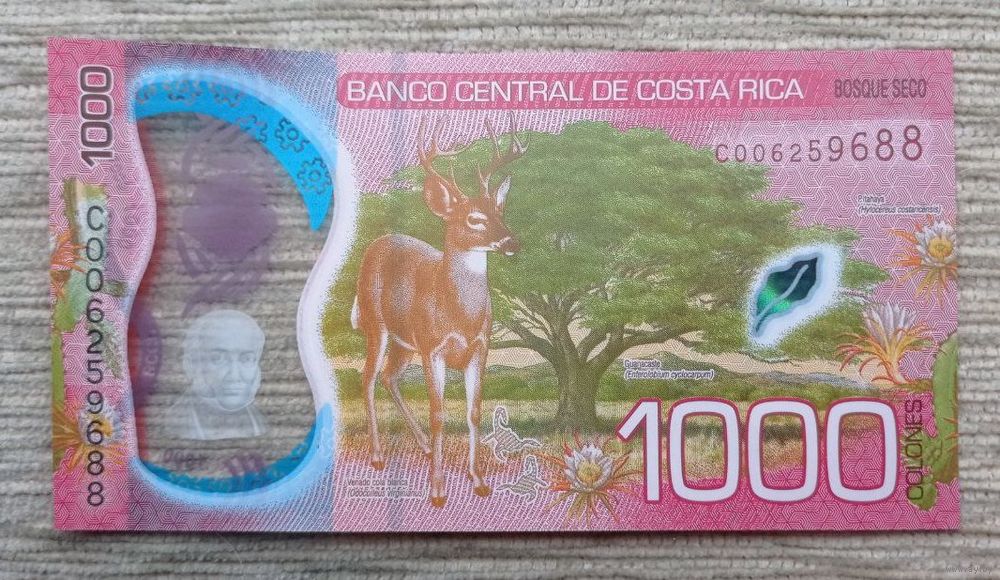 1000
C006259688
BANCO CENTRAL DE COSTA RICA
BOSQUE SECO
C006259688
Pitahaya
(Hylocereus costaricensis)
Guanacaste
(Enterolobium cyclocarpum)
Venado cola blanca
(Odocoileus virginianus)
1000
COLONES